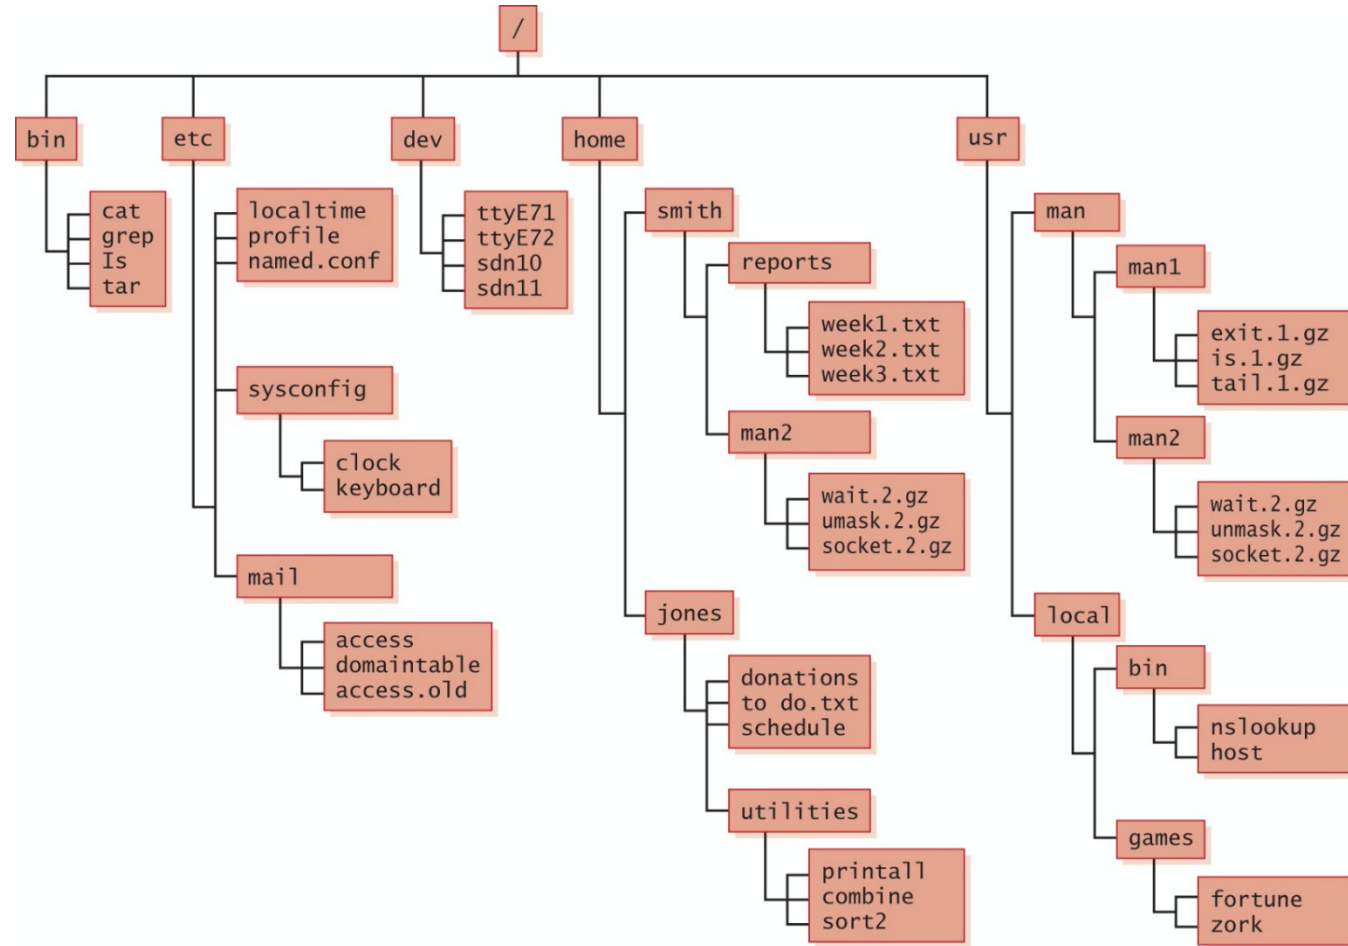 /
bin
cat
grep
Is
tar
etc
localtime
profile
named.conf
sysconfig
clock
keyboard
mail
access
domaintable
access.old
dev
ttyE71
ttyE72
sdn10
sdn11
home
smith
reports
week1.txt
week2.txt
week3.txt
man2
wait.2.gz
umask.2.gz
socket.2.gz
jones
donations
to do.txt
schedule
utilities
printall
combine
sort2
usr
man
man1
exit.1.gz
is.1.gz
tail.1.gz
man2
wait.2.gz
unmask.2.gz
socket.2.gz
local
bin
nslookup
host
games
fortune
zork